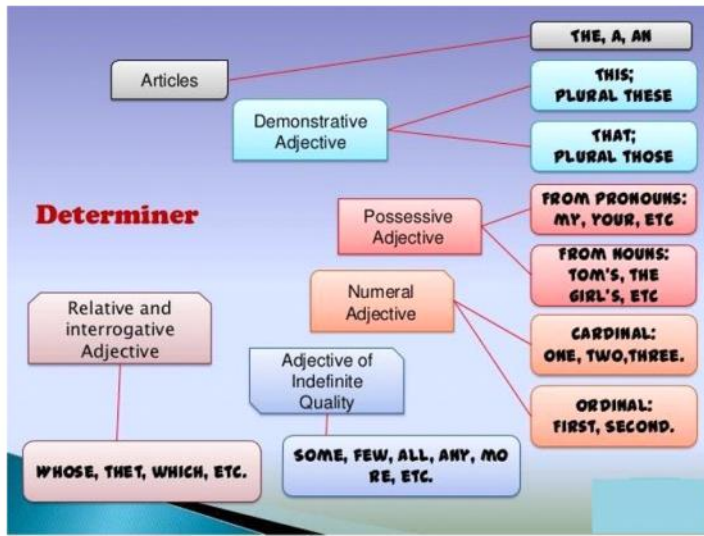 THE, A, AN
Articles
THIS;
PLURAL THESE
Demonstrative
Adjective
THAT;
PLURAL THOSE
Determiner
Possessive
Adjective
FROM PRONOUNS:
MY, YOUR, ETC
FROM NOUNS:
TOM'S, THE
GIRL'S, ETC
Numeral
Adjective
CARDINAL:
ONE, TWO,THREE.
ORDINAL:
FIRST, SECOND.
Relative and
interrogative
Adjective
WHOSE, THET, WHICH, ETC.
Adjective of
Indefinite
Quality
SOME, FEW, ALL, ANY, MO
RE, ETC.